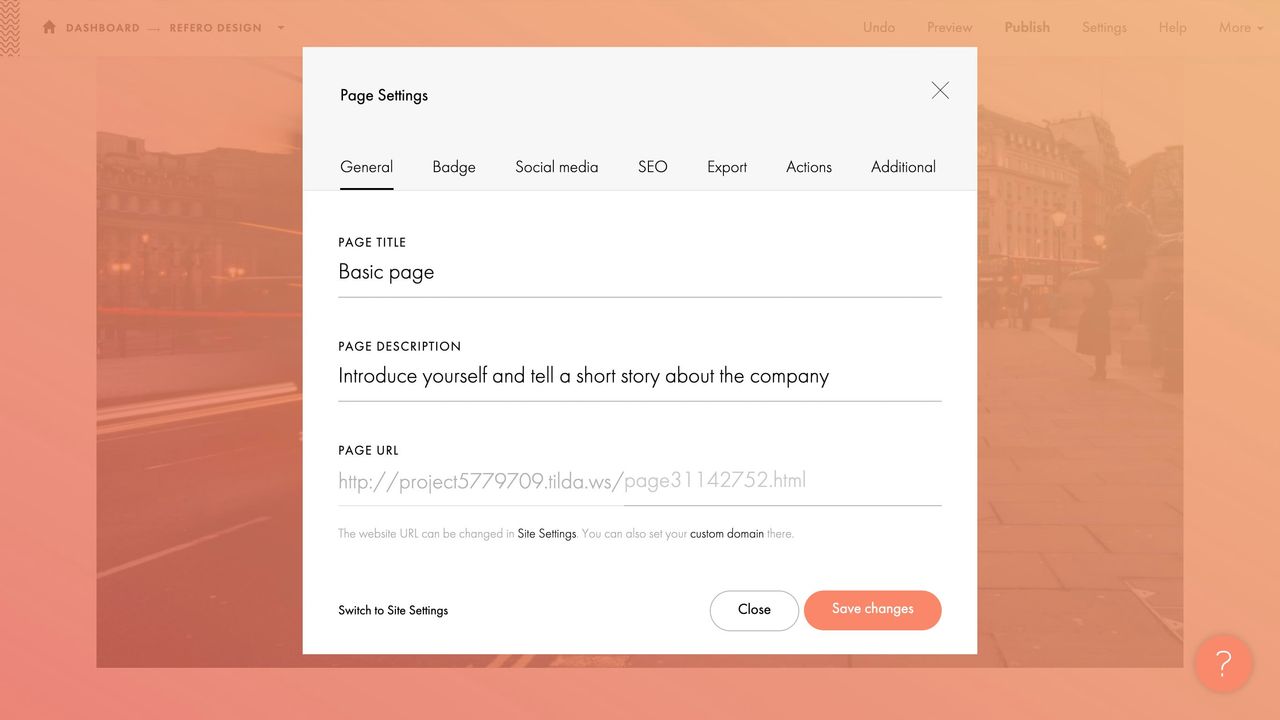 DASHBOARD — REFERO DESIGN
Undo Preview Publish Settings Help More
Page Settings
General Badge Social media SEO Export Actions Additional
PAGE TITLE
Basic page
PAGE DESCRIPTION
Introduce yourself and tell a short story about the company
PAGE URL
http://project5779709.tilda.ws/page31142752.html
The website URL can be changed in Site Settings. You can also set your custom domain there.
Switch to Site Settings
Close
Save changes
?